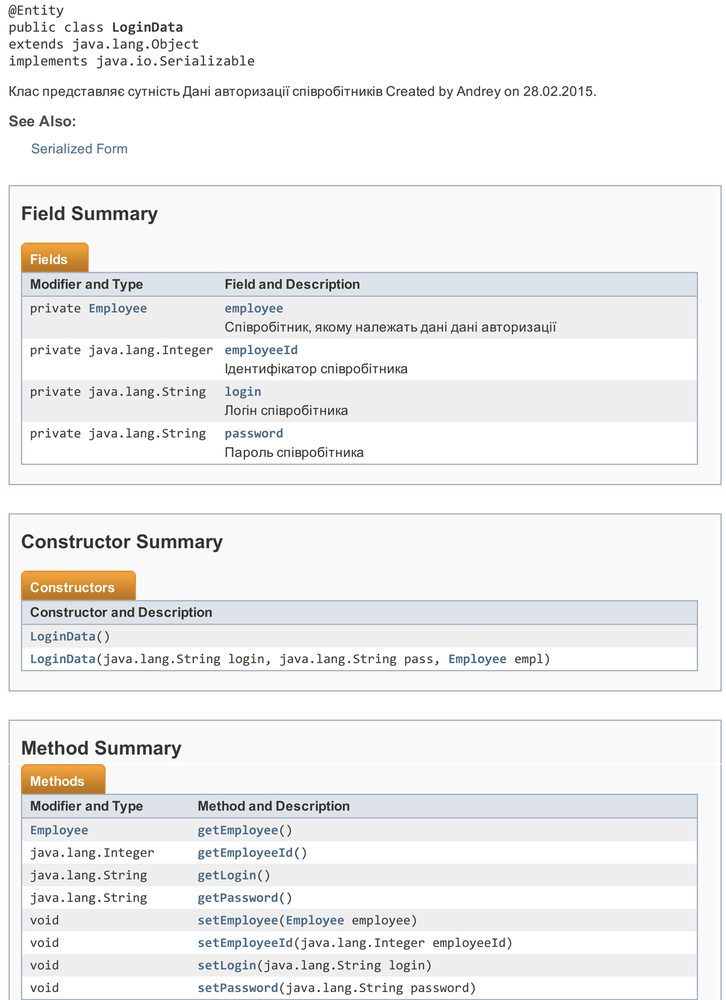 @Entity
public class LoginData
extends java.lang.Object
implements java.io.Serializable
Клас представляє сутність Дані авторизації співробітників Created by Andrey on 28.02.2015.
See Also:
Serialized Form
Field Summary
Fields
Modifier and Type Field and Description
private Employee employee
Співробітник, якому належать дані дані авторизації
private java.lang.Integer employeeId
Ідентифікатор співробітника
private java.lang.String login
Логін співробітника
private java.lang.String password
Пароль співробітника
Constructor Summary
Constructors
Constructor and Description
LoginData()
LoginData(java.lang.String login, java.lang.String pass, Employee empl)
Method Summary
Methods
Modifier and Type Method and Description
Employee getEmployee()
java.lang.Integer getEmployeeId()
java.lang.String getLogin()
java.lang.String getPassword()
void setEmployee(Employee employee)
void setEmployeeId(java.lang.Integer employeeId)
void setLogin(java.lang.String login)
void setPassword(java.lang.String password)